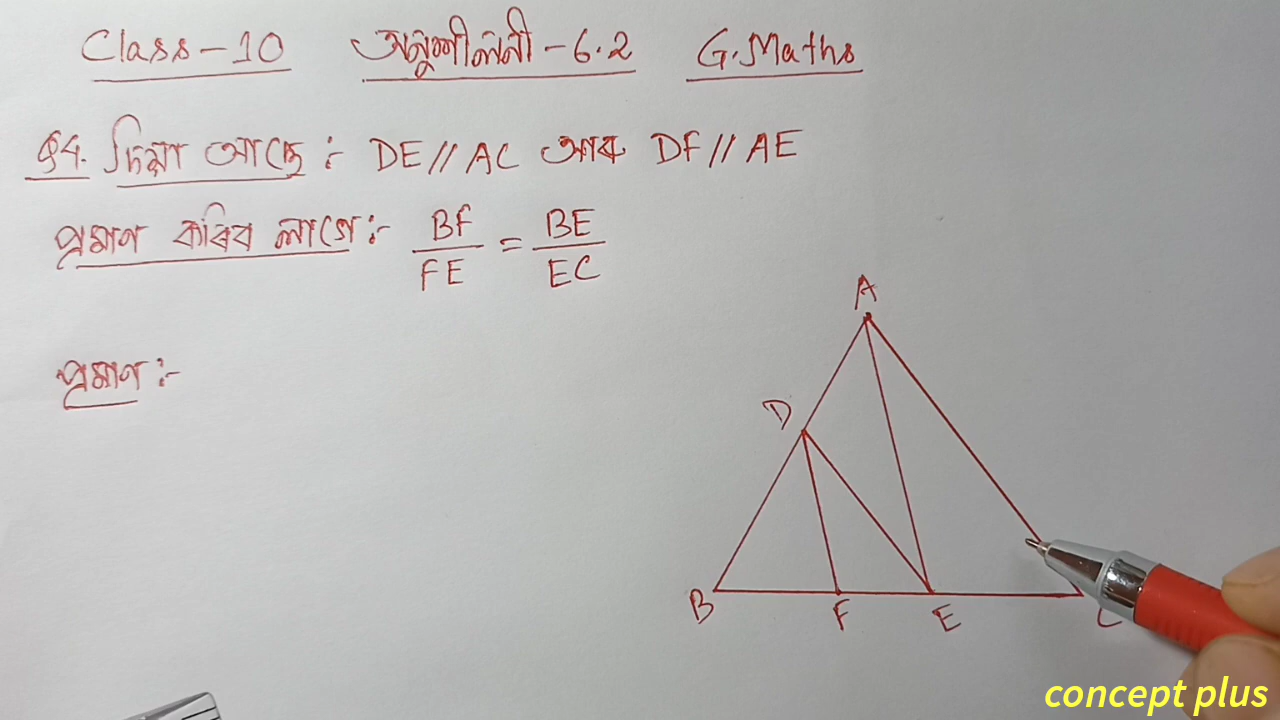 Class-10 অনুশীলনী-6.2 G.Maths
Q4. দিয়া আছে:- DE//AC আৰু DF//AE
প্ৰমাণ কৰিব লাগে:- BF/FE = BE/EC
প্ৰমাণ:-
A
D
B F E C
concept plus